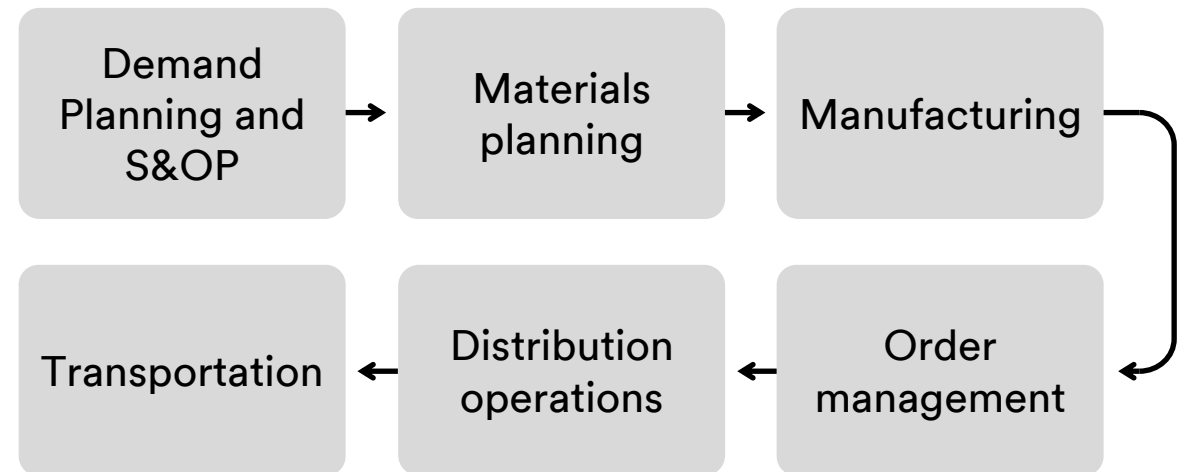 Demand
Planning and
S&OP
Materials
planning
Manufacturing
Order
management
Distribution
operations
Transportation